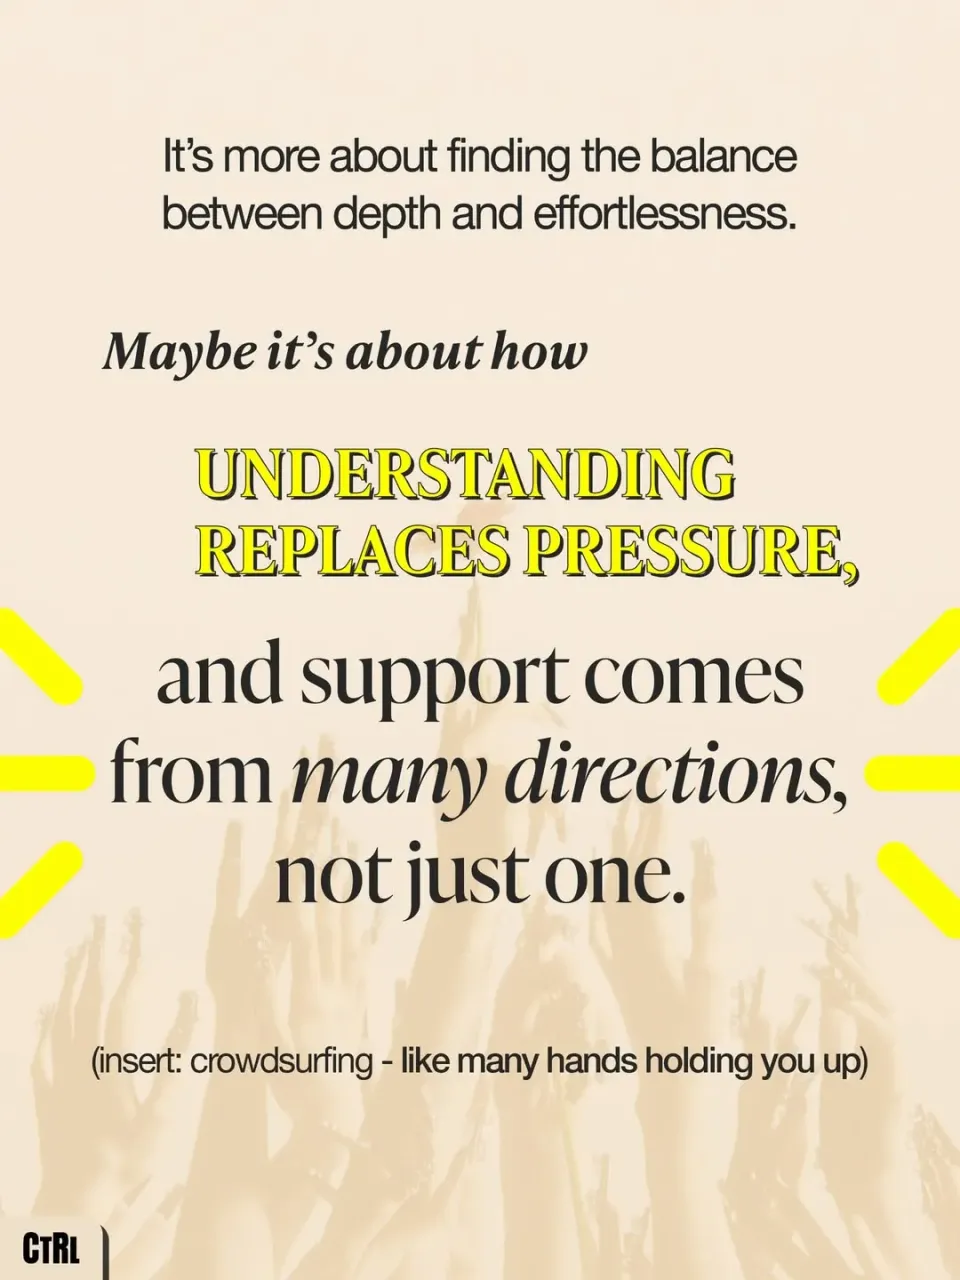 It’s more about finding the balance
between depth and effortlessness.
Maybe it’s about how
UNDERSTANDING
REPLACES PRESSURE,
and support comes
from many directions,
not just one.
(insert: crowdsurfing - like many hands holding you up)
CTRL